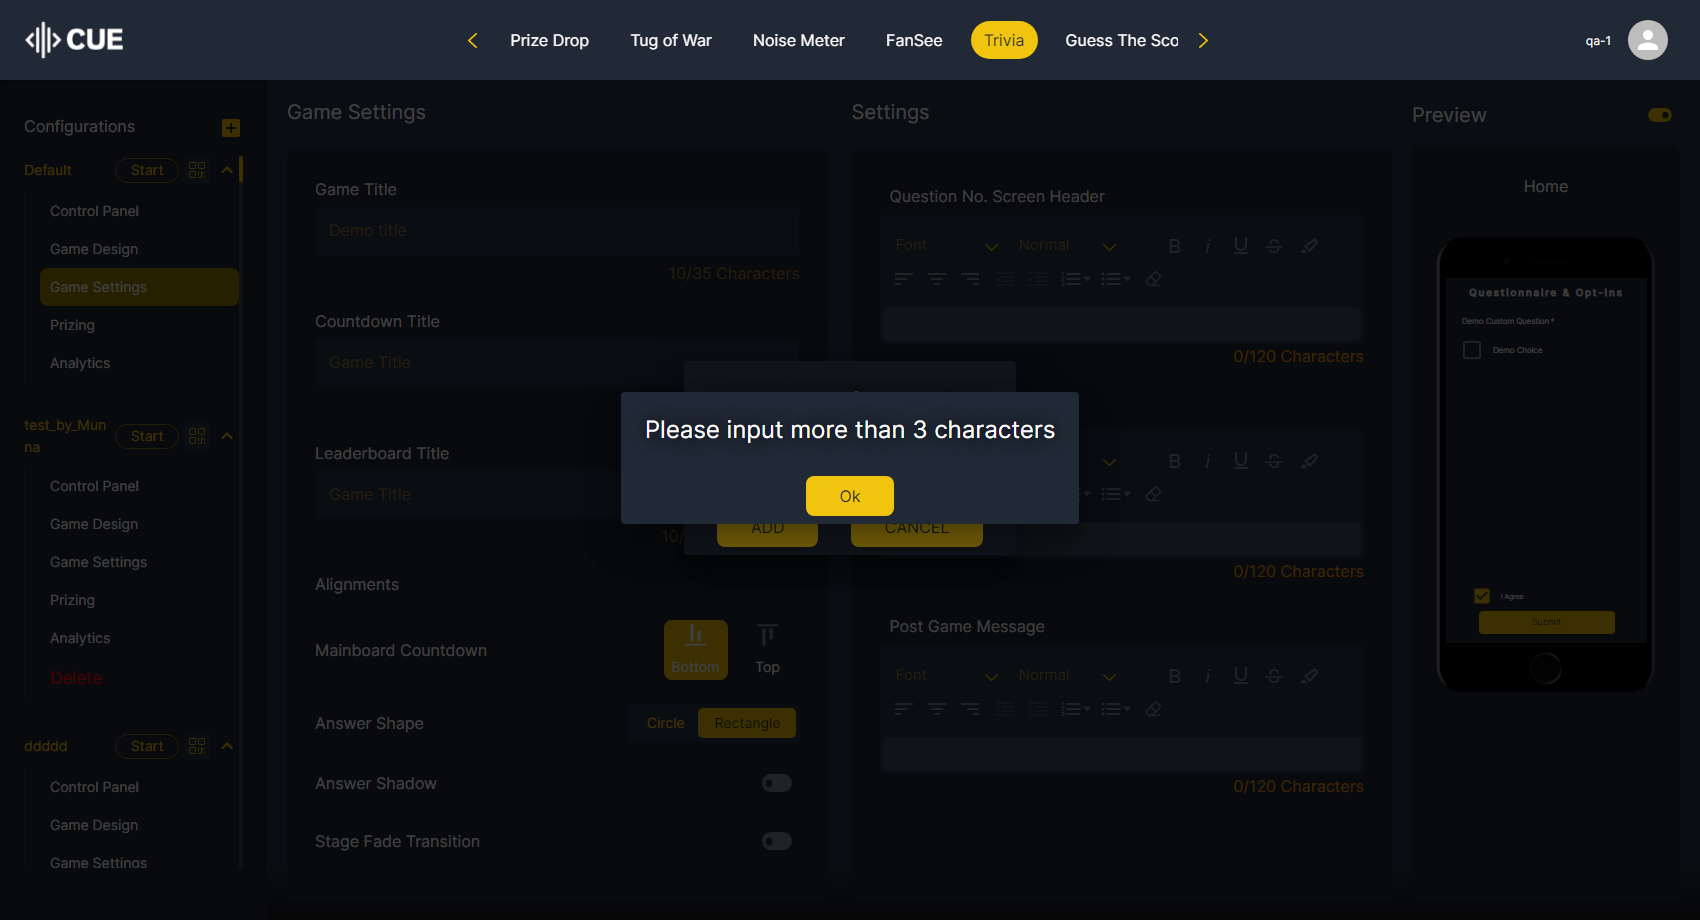 CUE
Prize Drop
Tug of War
Noise Meter
FanSee
Trivia
Guess The Sco
qa-1
Configurations
Default
Start
Control Panel
Game Design
Game Settings
Prizing
Analytics
test_by_Mun
na
Start
Control Panel
Game Design
Game Settings
Prizing
Analytics
Delete
ddddd
Start
Control Panel
Game Design
Game Settings
Game Settings
Game Title
Demo title
10/35 Characters
Countdown Title
Game Title
Leaderboard Title
Game Title
10/
Alignments
Mainboard Countdown
Bottom
Top
Answer Shape
Circle
Rectangle
Answer Shadow
Stage Fade Transition
Please input more than 3 characters
Ok
ADD
CANCEL
Settings
Question No. Screen Header
Font
Normal
0/120 Characters
0/120 Characters
Post Game Message
Font
Normal
0/120 Characters
Preview
Home
Questionnaire & Opt-Ins
Demo Custom Question *
Demo Choice
I Agree
Submit